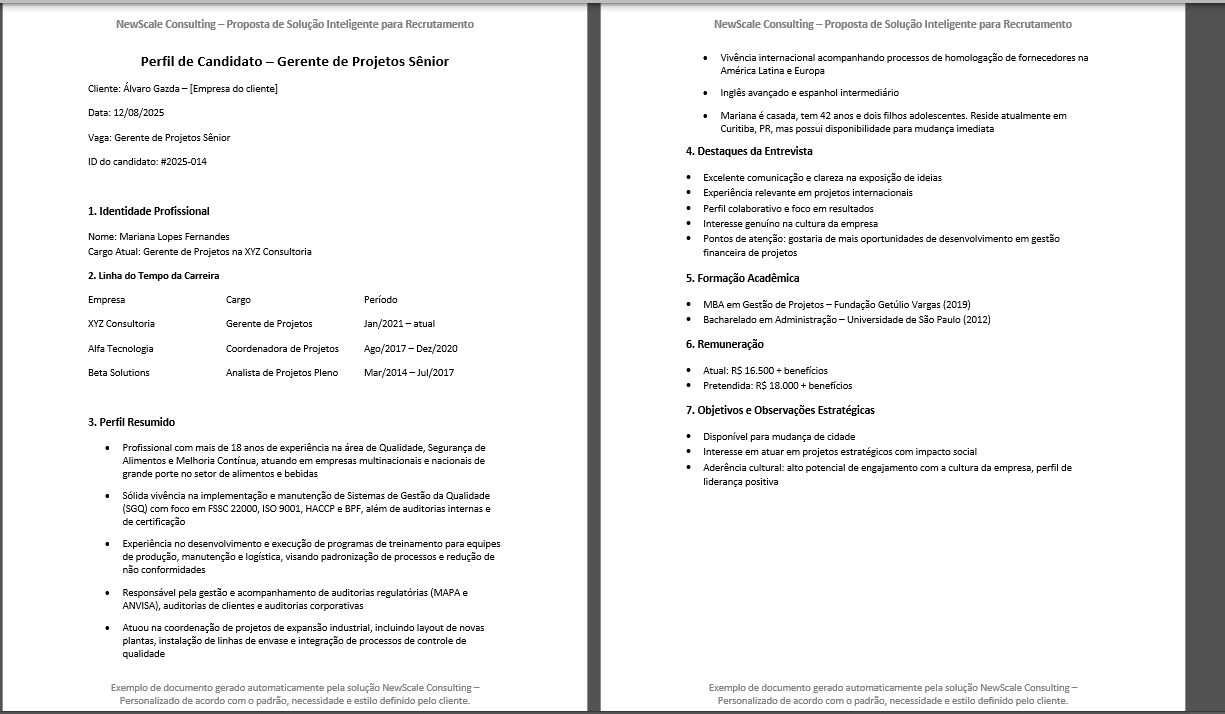 NewScale Consulting – Proposta de Solução Inteligente para Recrutamento
Perfil de Candidato – Gerente de Projetos Sênior
Cliente: Álvaro Gazda – [Empresa do cliente]
Data: 12/08/2025
Vaga: Gerente de Projetos Sênior
ID do candidato: #2025-014
1. Identidade Profissional
Nome: Mariana Lopes Fernandes
Cargo Atual: Gerente de Projetos na XYZ Consultoria
2. Linha do Tempo da Carreira
Empresa Cargo Período
XYZ Consultoria Gerente de Projetos Jan/2021 – atual
Alfa Tecnologia Coordenadora de Projetos Ago/2017 – Dez/2020
Beta Solutions Analista de Projetos Pleno Mar/2014 – Jul/2017
3. Perfil Resumido
• Profissional com mais de 18 anos de experiência na área de Qualidade, Segurança de
Alimentos e Melhoria Contínua, atuando em empresas multinacionais e nacionais de
grande porte no setor de alimentos e bebidas
• Sólida vivência na implementação e manutenção de Sistemas de Gestão da Qualidade
(SGQ) com foco em FSSC 22000, ISO 9001, HACCP e BPF, além de auditorias internas e
de certificação
• Experiência no desenvolvimento e execução de programas de treinamento para equipes
de produção, manutenção e logística, visando padronização de processos e redução de
não conformidades
• Responsável pela gestão e acompanhamento de auditorias regulatórias (MAPA e
ANVISA), auditorias de clientes e auditorias corporativas
• Atuou na coordenação de projetos de expansão industrial, incluindo layout de novas
plantas, instalação de linhas de envase e integração de processos de controle de
qualidade
Exemplo de documento gerado automaticamente pela solução NewScale Consulting –
Personalizado de acordo com o padrão, necessidade e estilo definido pelo cliente.
NewScale Consulting – Proposta de Solução Inteligente para Recrutamento
• Vivência internacional acompanhando processos de homologação de fornecedores na
América Latina e Europa
• Inglês avançado e espanhol intermediário
• Mariana é casada, tem 42 anos e dois filhos adolescentes. Reside atualmente em
Curitiba, PR, mas possui disponibilidade para mudança imediata
4. Destaques da Entrevista
• Excelente comunicação e clareza na exposição de ideias
• Experiência relevante em projetos internacionais
• Perfil colaborativo e foco em resultados
• Interesse genuíno na cultura da empresa
• Pontos de atenção: gostaria de mais oportunidades de desenvolvimento em gestão
financeira de projetos
5. Formação Acadêmica
• MBA em Gestão de Projetos – Fundação Getúlio Vargas (2019)
• Bacharelado em Administração – Universidade de São Paulo (2012)
6. Remuneração
• Atual: R$ 16.500 + benefícios
• Pretendida: R$ 18.000 + benefícios
7. Objetivos e Observações Estratégicas
• Disponível para mudança de cidade
• Interesse em atuar em projetos estratégicos com impacto social
• Aderência cultural: alto potencial de engajamento com a cultura da empresa, perfil de
liderança positiva
Exemplo de documento gerado automaticamente pela solução NewScale Consulting –
Personalizado de acordo com o padrão, necessidade e estilo definido pelo cliente.